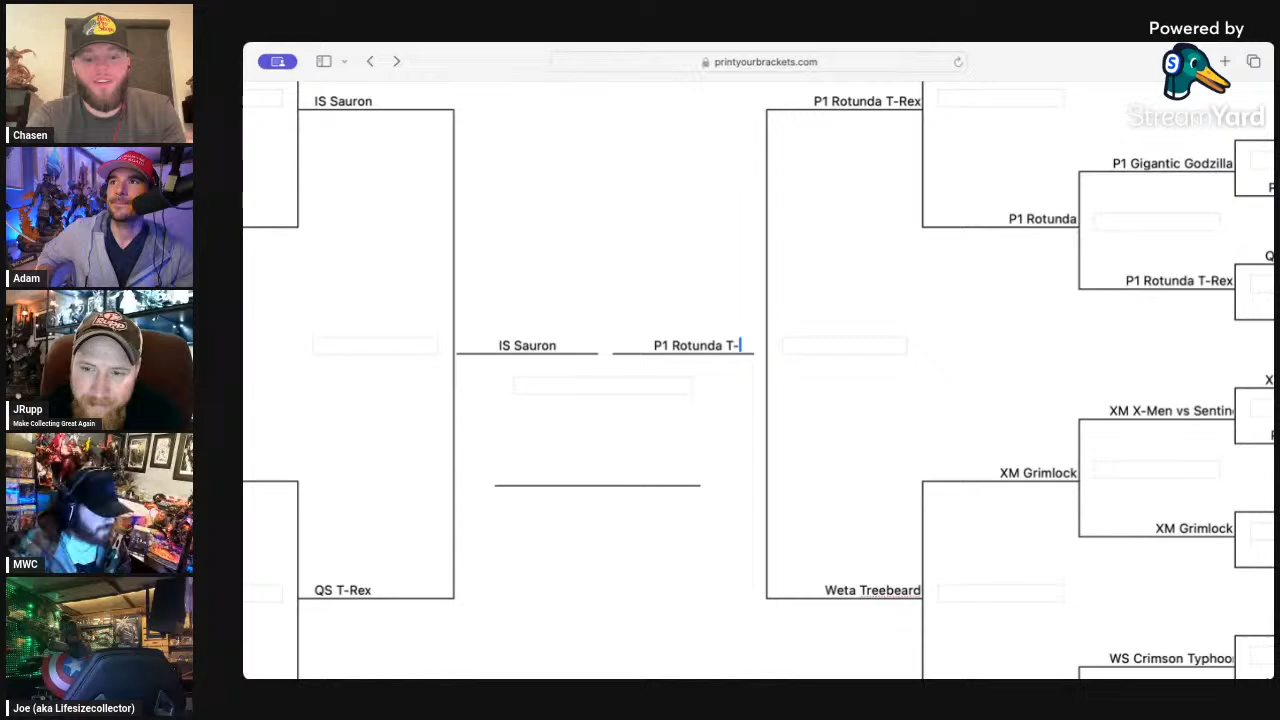 Powered by
StreamYard
printyourbrackets.com
Chasen
Adam
JRupp
Make Collecting Great Again
MWC
Joe (aka Lifesizecollector)
IS Sauron
QS T-Rex
IS Sauron
P1 Rotunda T-
P1 Rotunda T-Rex
Weta Treebeard
P1 Rotunda
XM Grimlock
P1 Gigantic Godzilla
P1 Rotunda T-Rex
XM X-Men vs Sentin
XM Grimlock
WS Crimson Typhoo